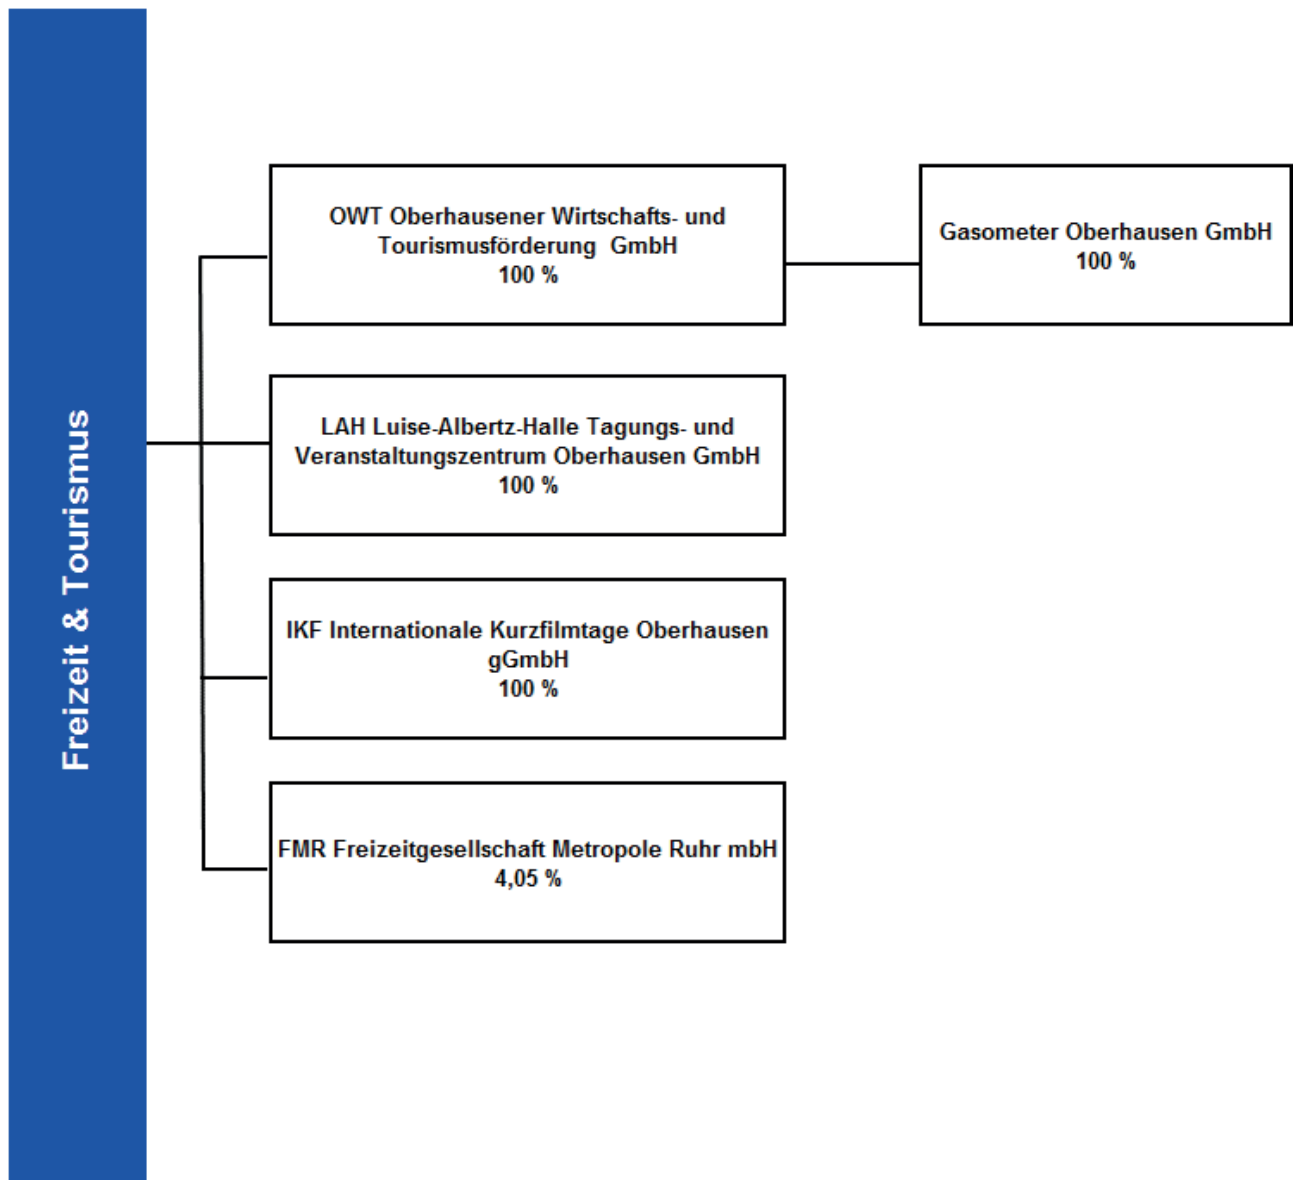 Freizeit & Tourismus
OWT Oberhausener Wirtschafts- und
Tourismusförderung GmbH
100 %
Gasometer Oberhausen GmbH
100 %
LAH Luise-Albertz-Halle Tagungs- und
Veranstaltungszentrum Oberhausen GmbH
100 %
IKF Internationale Kurzfilmtage Oberhausen
gGmbH
100 %
FMR Freizeitgesellschaft Metropole Ruhr mbH
4,05 %